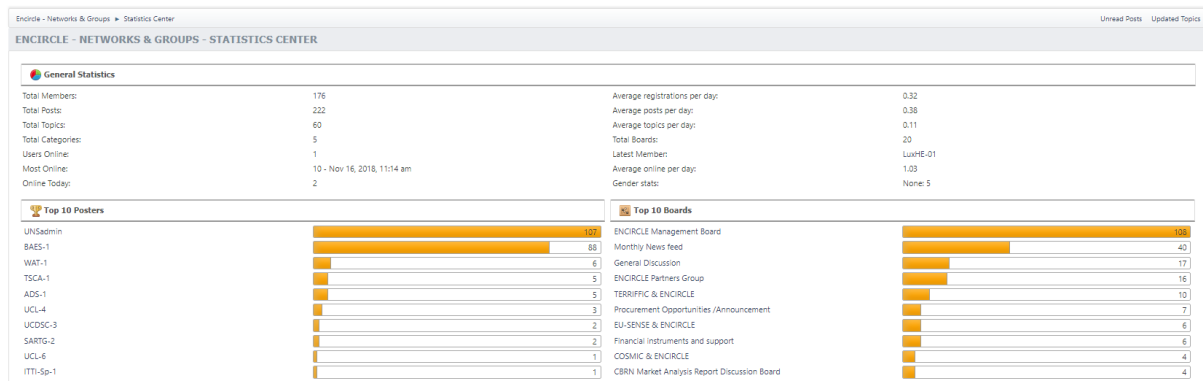 Encircle - Networks & Groups ► Statistics Center
Unread Posts Updated Topics
ENCIRCLE - NETWORKS & GROUPS - STATISTICS CENTER
General Statistics
Total Members: 176 Average registrations per day: 0.32
Total Posts: 222 Average posts per day: 0.38
Total Topics: 60 Average topics per day: 0.11
Total Categories: 5 Total Boards: 20
Users Online: 1 Latest Member: LuxHE-01
Most Online: 10 - Nov 16, 2018, 11:14 am Average online per day: 1.03
Online Today: 2 Gender stats: None: 5
Top 10 Posters
UNSadmin 107
BAES-1 88
WAT-1 6
TSCA-1 5
ADS-1 5
UCL-4 3
UCDSC-3 2
SARTG-2 2
UCL-6 1
ITTI-Sp-1 1
Top 10 Boards
ENCIRCLE Management Board 108
Monthly News feed 40
General Discussion 17
ENCIRCLE Partners Group 16
TERRIFFIC & ENCIRCLE 10
Procurement Opportunities /Announcement 7
EU-SENSE & ENCIRCLE 6
Financial Instruments and support 6
COSMIC & ENCIRCLE 4
CBRN Market Analysis Report Discussion Board 4